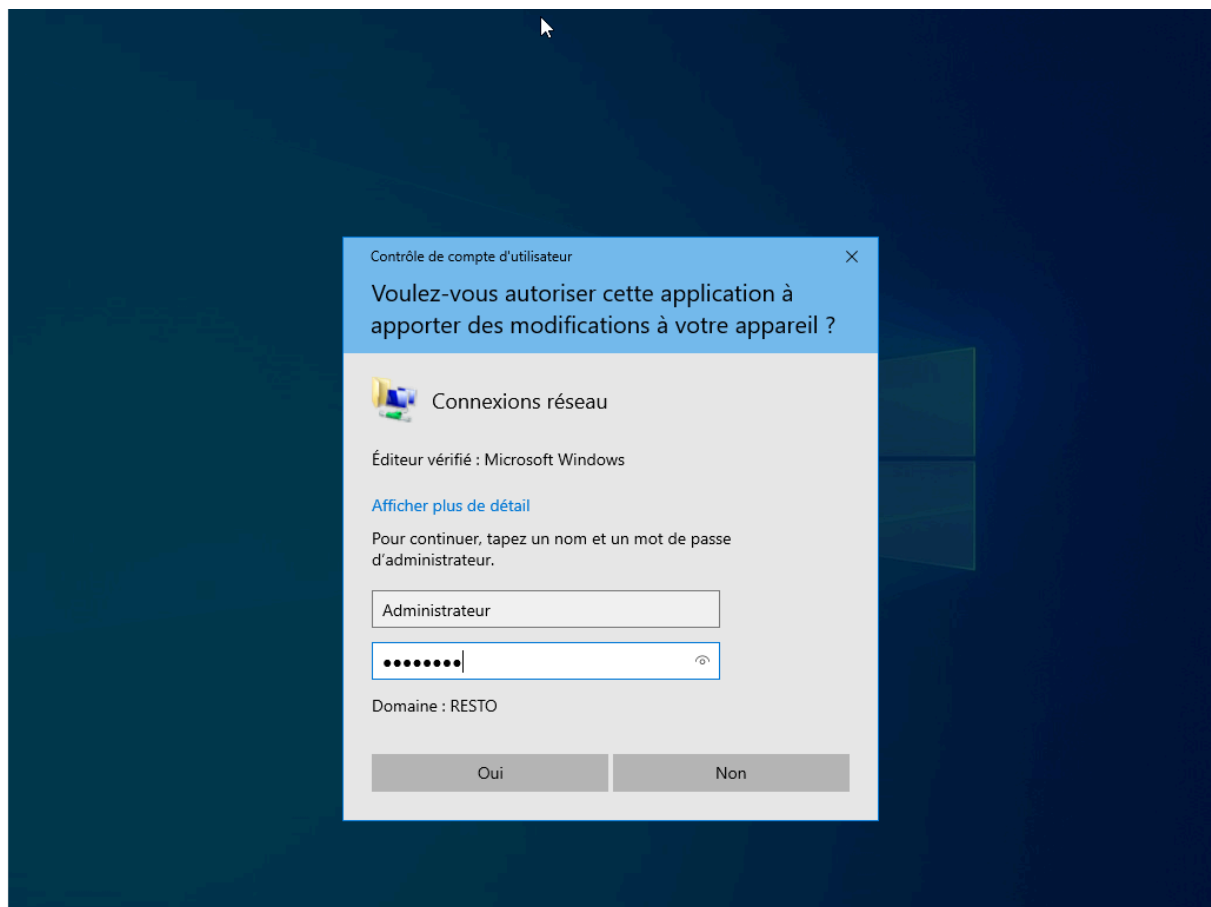 Contrôle de compte d'utilisateur
Voulez-vous autoriser cette application à
apporter des modifications à votre appareil ?
Connexions réseau
Éditeur vérifié : Microsoft Windows
Afficher plus de détail
Pour continuer, tapez un nom et un mot de passe
d’administrateur.
Administrateur
●●●●●●●●
Domaine : RESTO
Oui
Non